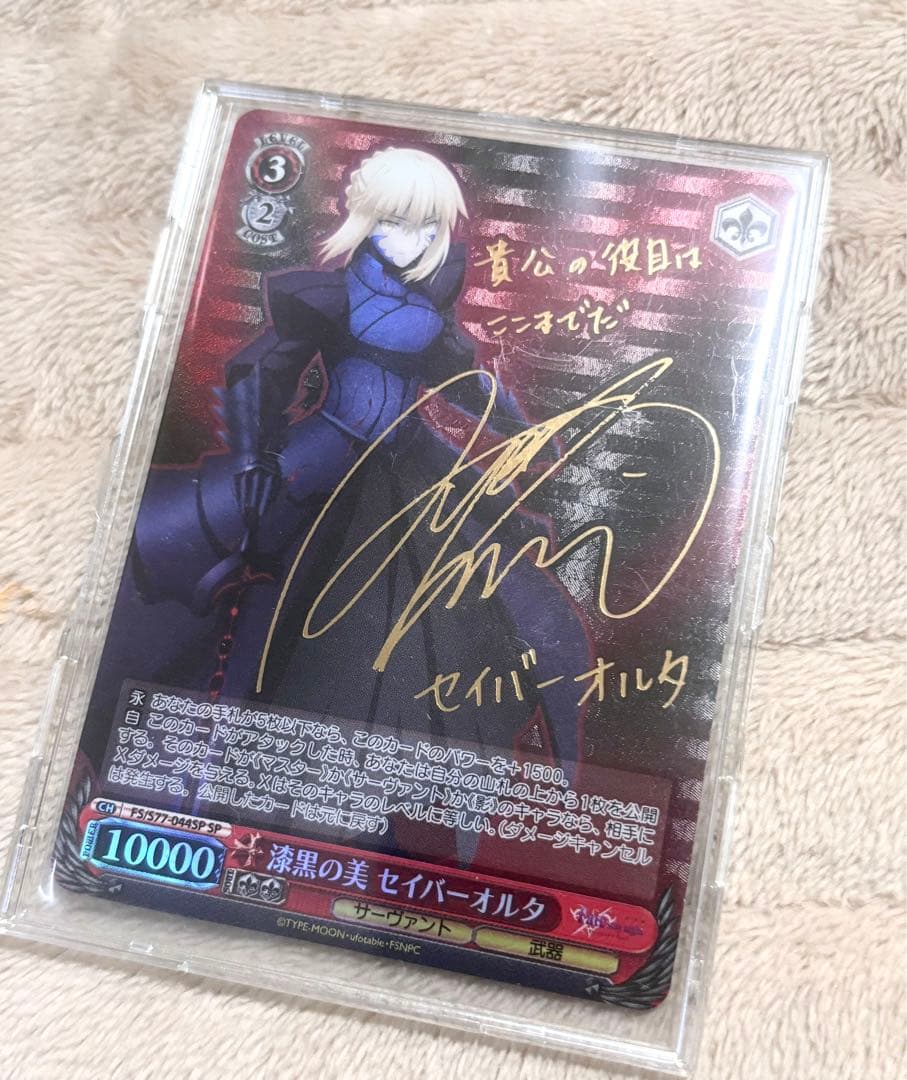 LEVEL
3
2
COST
貴公の役目は
ここまでだ
セイバーオルタ
永 あなたの手札が5枚以下なら、このカードのパワーを+1500。
自 このカードがアタックした時、あなたは自分の山札の上から1枚を公開
する。そのカードが《マスター》か《サーヴァント》か《影》のキャラなら、相手に
Xダメージを与える。Xはそのキャラのレベルに等しい。(ダメージキャンセル
は発生する。公開したカードは元に戻す)
CH FS/S77-044SP SP
POWER
10000
漆黒の美 セイバーオルタ
サーヴァント
武器
©TYPE-MOON・ufotable・FSNPC